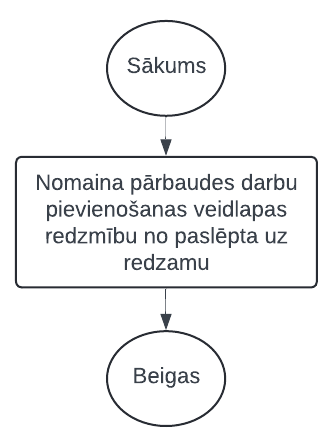 Sākums
Nomaina pārbaudes darbu
pievienošanas veidlapas
redzmību no paslēpta uz
redzamu
Beigas